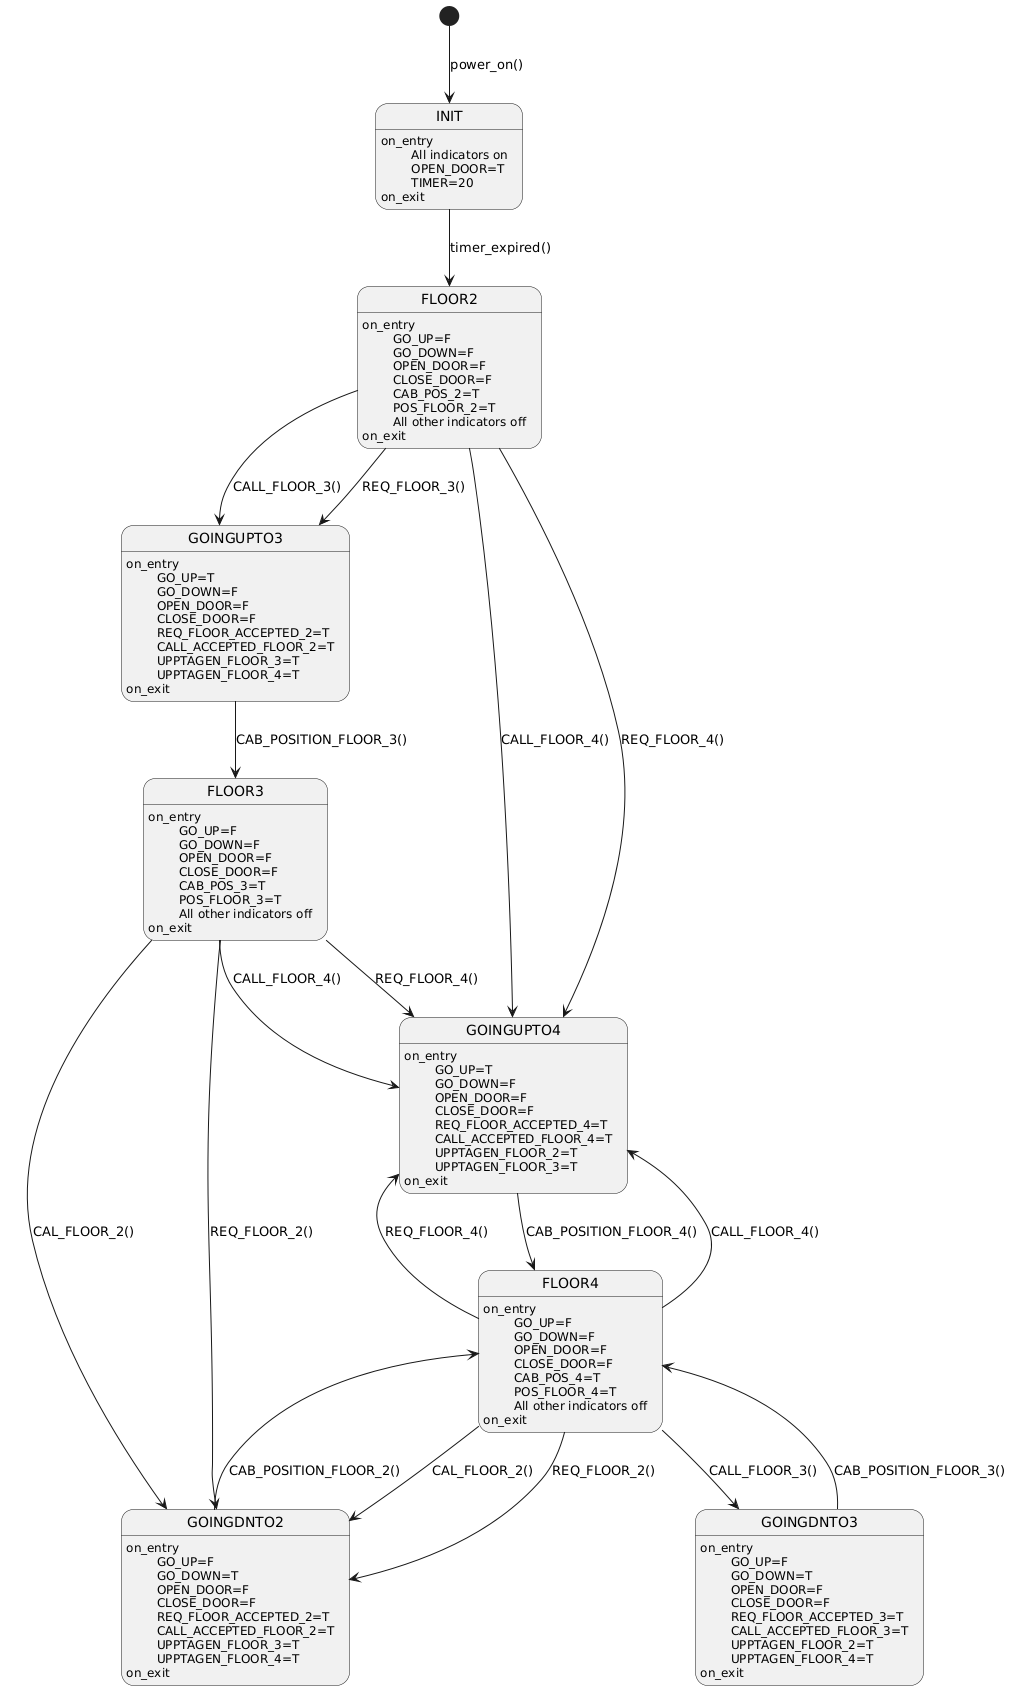 power_on()
INIT
on_entry
All indicators on
OPEN_DOOR=T
TIMER=20
on_exit
timer_expired()
FLOOR2
on_entry
GO_UP=F
GO_DOWN=F
OPEN_DOOR=F
CLOSE_DOOR=F
CAB_POS_2=T
POS_FLOOR_2=T
All other indicators off
on_exit
CALL_FLOOR_3()
REQ_FLOOR_3()
GOINGUPTO3
on_entry
GO_UP=T
GO_DOWN=F
OPEN_DOOR=F
CLOSE_DOOR=F
REQ_FLOOR_ACCEPTED_2=T
CALL_ACCEPTED_FLOOR_2=T
UPPTAGEN_FLOOR_3=T
UPPTAGEN_FLOOR_4=T
on_exit
CAB_POSITION_FLOOR_3()
CALL_FLOOR_4()
REQ_FLOOR_4()
FLOOR3
on_entry
GO_UP=F
GO_DOWN=F
OPEN_DOOR=F
CLOSE_DOOR=F
CAB_POS_3=T
POS_FLOOR_3=T
All other indicators off
on_exit
CALL_FLOOR_4()
REQ_FLOOR_4()
GOINGUPTO4
on_entry
GO_UP=T
GO_DOWN=F
OPEN_DOOR=F
CLOSE_DOOR=F
REQ_FLOOR_ACCEPTED_4=T
CALL_ACCEPTED_FLOOR_4=T
UPPTAGEN_FLOOR_2=T
UPPTAGEN_FLOOR_3=T
on_exit
CAL_FLOOR_2()
REQ_FLOOR_2()
REQ_FLOOR_4()
CAB_POSITION_FLOOR_4()
CALL_FLOOR_4()
FLOOR4
on_entry
GO_UP=F
GO_DOWN=F
OPEN_DOOR=F
CLOSE_DOOR=F
CAB_POS_4=T
POS_FLOOR_4=T
All other indicators off
on_exit
CAB_POSITION_FLOOR_2()
CAL_FLOOR_2()
REQ_FLOOR_2()
CALL_FLOOR_3()
CAB_POSITION_FLOOR_3()
GOINGDNTO2
on_entry
GO_UP=F
GO_DOWN=T
OPEN_DOOR=F
CLOSE_DOOR=F
REQ_FLOOR_ACCEPTED_2=T
CALL_ACCEPTED_FLOOR_2=T
UPPTAGEN_FLOOR_3=T
UPPTAGEN_FLOOR_4=T
on_exit
GOINGDNTO3
on_entry
GO_UP=F
GO_DOWN=T
OPEN_DOOR=F
CLOSE_DOOR=F
REQ_FLOOR_ACCEPTED_3=T
CALL_ACCEPTED_FLOOR_3=T
UPPTAGEN_FLOOR_2=T
UPPTAGEN_FLOOR_4=T
on_exit